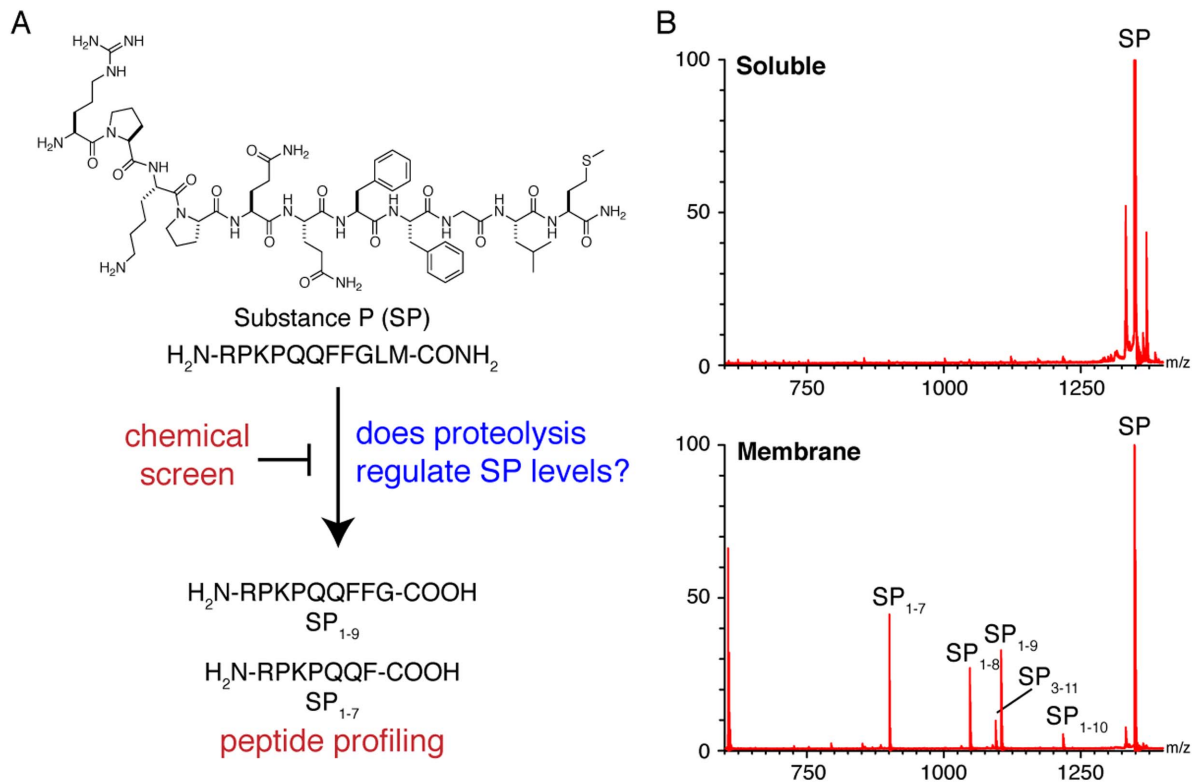 A
H₂N NH
NH
H₂N
O
N
O
NH
O
N
H₂N
O
O NH₂
N
H
O
H
N
O
O NH₂
N
H
O
H
N
O
N
H
O
H
N
O
S
N
H
NH₂
O
Substance P (SP)
H₂N-RPKPQQFFGLM-CONH₂
chemical
screen
does proteolysis
regulate SP levels?
H₂N-RPKPQQFFG-COOH
SP₁₋₉
H₂N-RPKPQQF-COOH
SP₁₋₇
peptide profiling
B
SP
100
Soluble
50
0
750 1000 1250 m/z
SP
100
Membrane
50
SP₁₋₇
SP₁₋₈
SP₁₋₉
SP₃₋₁₁
SP₁₋₁₀
0
750 1000 1250 m/z